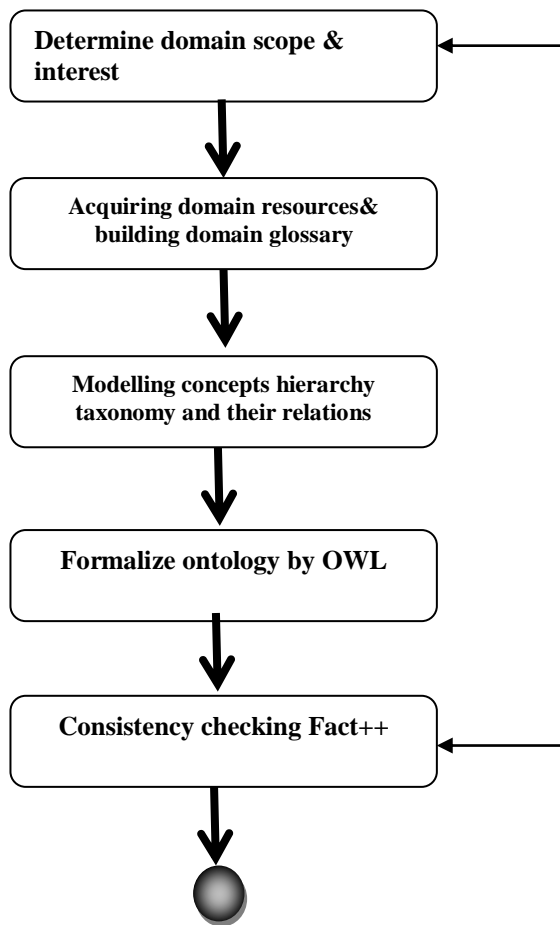 Determine domain scope &
interest
Acquiring domain resources&
building domain glossary
Modelling concepts hierarchy
taxonomy and their relations
Formalize ontology by OWL
Consistency checking Fact++